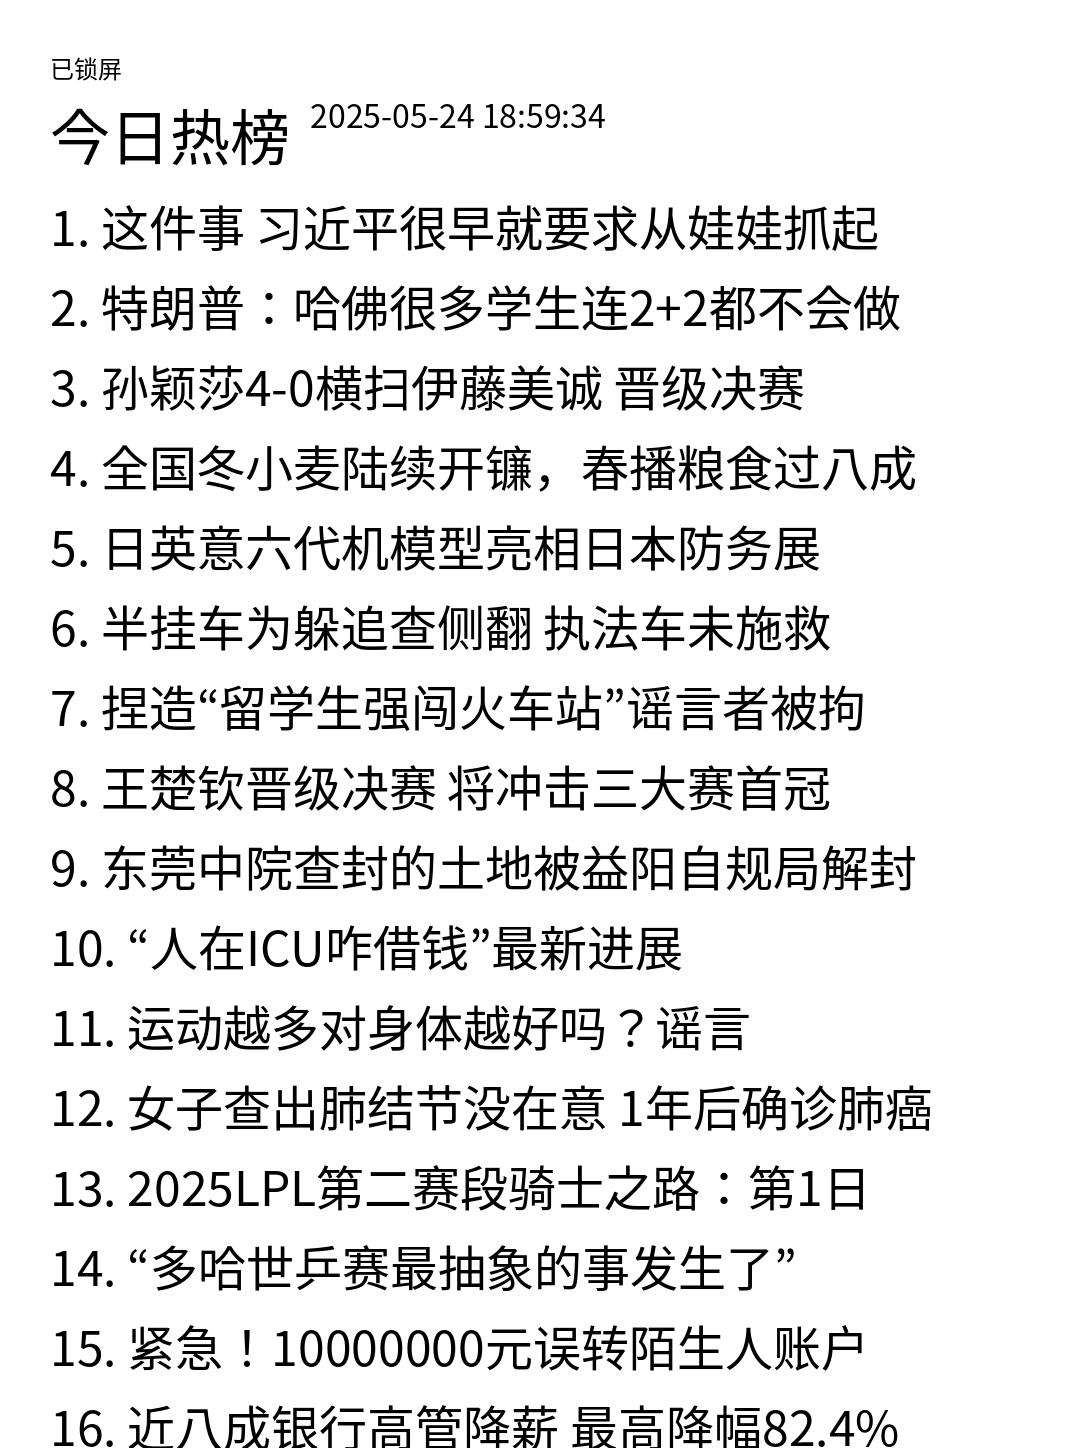 已锁屏
今日热榜 2025-05-24 18:59:34
1. 这件事 习近平很早就要求从娃娃抓起
2. 特朗普：哈佛很多学生连2+2都不会做
3. 孙颖莎4-0横扫伊藤美诚 晋级决赛
4. 全国冬小麦陆续开镰，春播粮食过八成
5. 日英意六代机模型亮相日本防务展
6. 半挂车为躲追查侧翻 执法车未施救
7. 捏造“留学生强闯火车站”谣言者被拘
8. 王楚钦晋级决赛 将冲击三大赛首冠
9. 东莞中院查封的土地被益阳自规局解封
10. “人在ICU咋借钱”最新进展
11. 运动越多对身体越好吗？谣言
12. 女子查出肺结节没在意 1年后确诊肺癌
13. 2025LPL第二赛段骑士之路：第1日
14. “多哈世乒赛最抽象的事发生了”
15. 紧急！10000000元误转陌生人账户
16. 近八成银行高管降薪 最高降幅82.4%